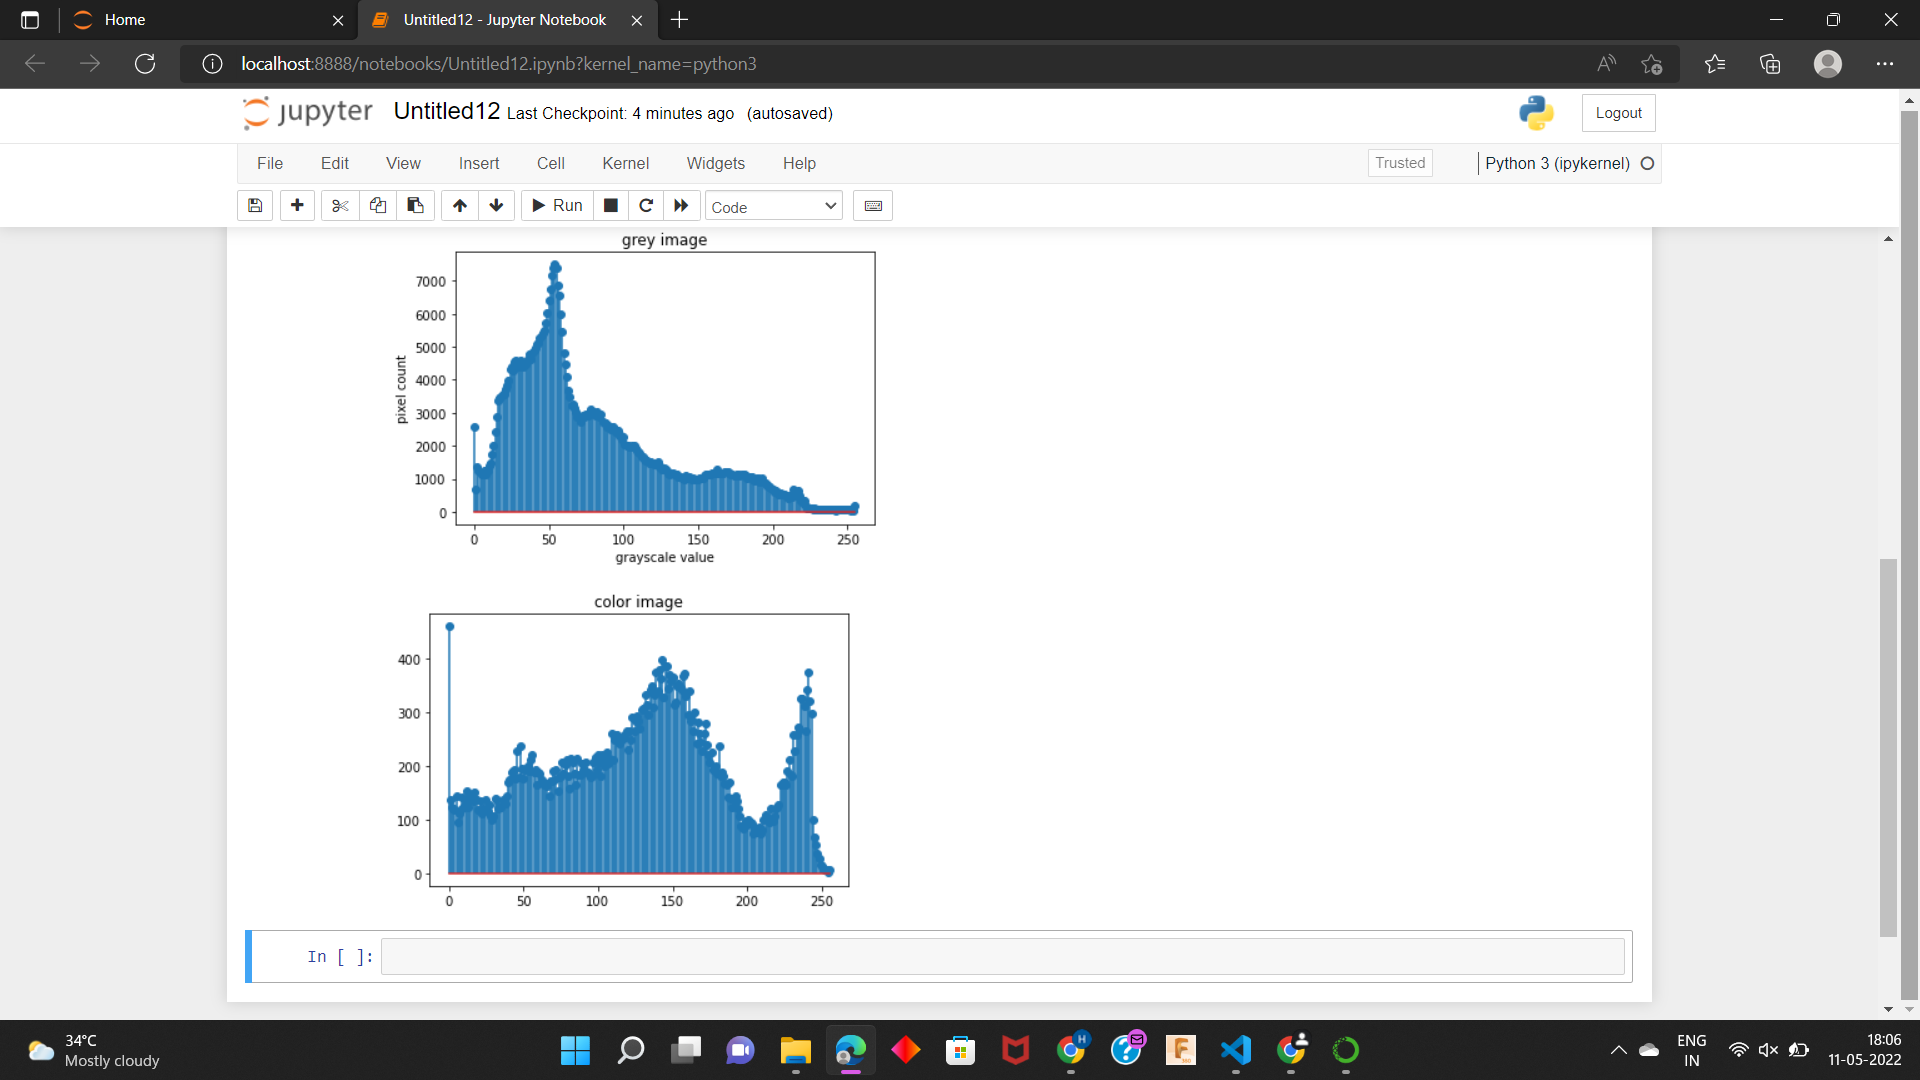 Home
Untitled12 - Jupyter Notebook
localhost:8888/notebooks/Untitled12.ipynb?kernel_name=python3
jupyter Untitled12 Last Checkpoint: 4 minutes ago (autosaved)
Logout
File Edit View Insert Cell Kernel Widgets Help
Trusted
Python 3 (ipykernel)
Run
Code
grey image
7000
6000
5000
4000
3000
2000
1000
0
pixel count
0 50 100 150 200 250
grayscale value
color image
400
300
200
100
0
0 50 100 150 200 250
In [ ]:
34°C
Mostly cloudy
H
F
ENG
IN
18:06
11-05-2022